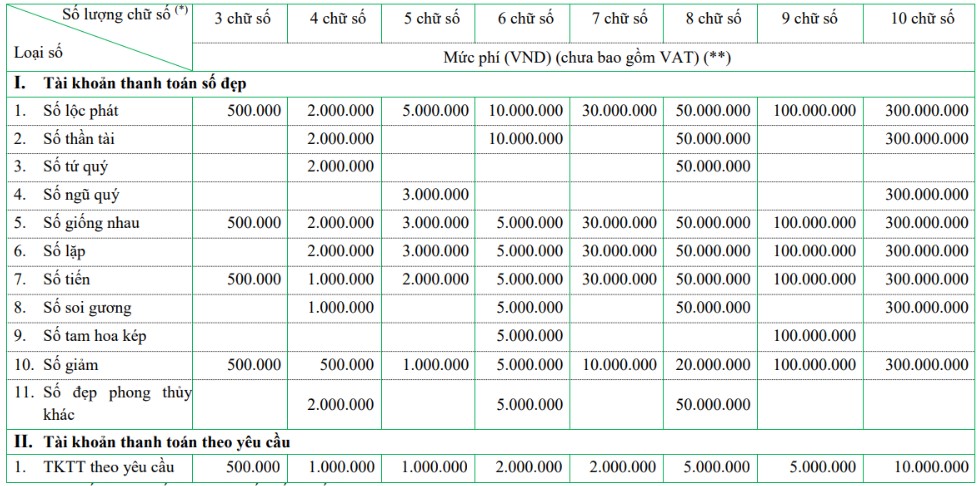 Số lượng chữ số (*) 3 chữ số 4 chữ số 5 chữ số 6 chữ số 7 chữ số 8 chữ số 9 chữ số 10 chữ số
Loại số Mức phí (VND) (chưa bao gồm VAT) (**)
I. Tài khoản thanh toán số đẹp
1. Số lộc phát 500.000 2.000.000 5.000.000 10.000.000 30.000.000 50.000.000 100.000.000 300.000.000
2. Số thần tài 2.000.000 10.000.000 50.000.000 300.000.000
3. Số tứ quý 2.000.000 50.000.000
4. Số ngũ quý 3.000.000 300.000.000
5. Số giống nhau 500.000 2.000.000 3.000.000 5.000.000 30.000.000 50.000.000 100.000.000 300.000.000
6. Số lặp 2.000.000 3.000.000 5.000.000 30.000.000 50.000.000 100.000.000 300.000.000
7. Số tiến 500.000 1.000.000 2.000.000 5.000.000 30.000.000 50.000.000 100.000.000 300.000.000
8. Số soi gương 1.000.000 5.000.000 50.000.000 300.000.000
9. Số tam hoa kép 5.000.000 100.000.000
10. Số giảm 500.000 500.000 1.000.000 5.000.000 10.000.000 20.000.000 100.000.000 300.000.000
11. Số đẹp phong thủy
khác 2.000.000 5.000.000 50.000.000
II. Tài khoản thanh toán theo yêu cầu
1. TKTT theo yêu cầu 500.000 1.000.000 1.000.000 2.000.000 2.000.000 5.000.000 5.000.000 10.000.000